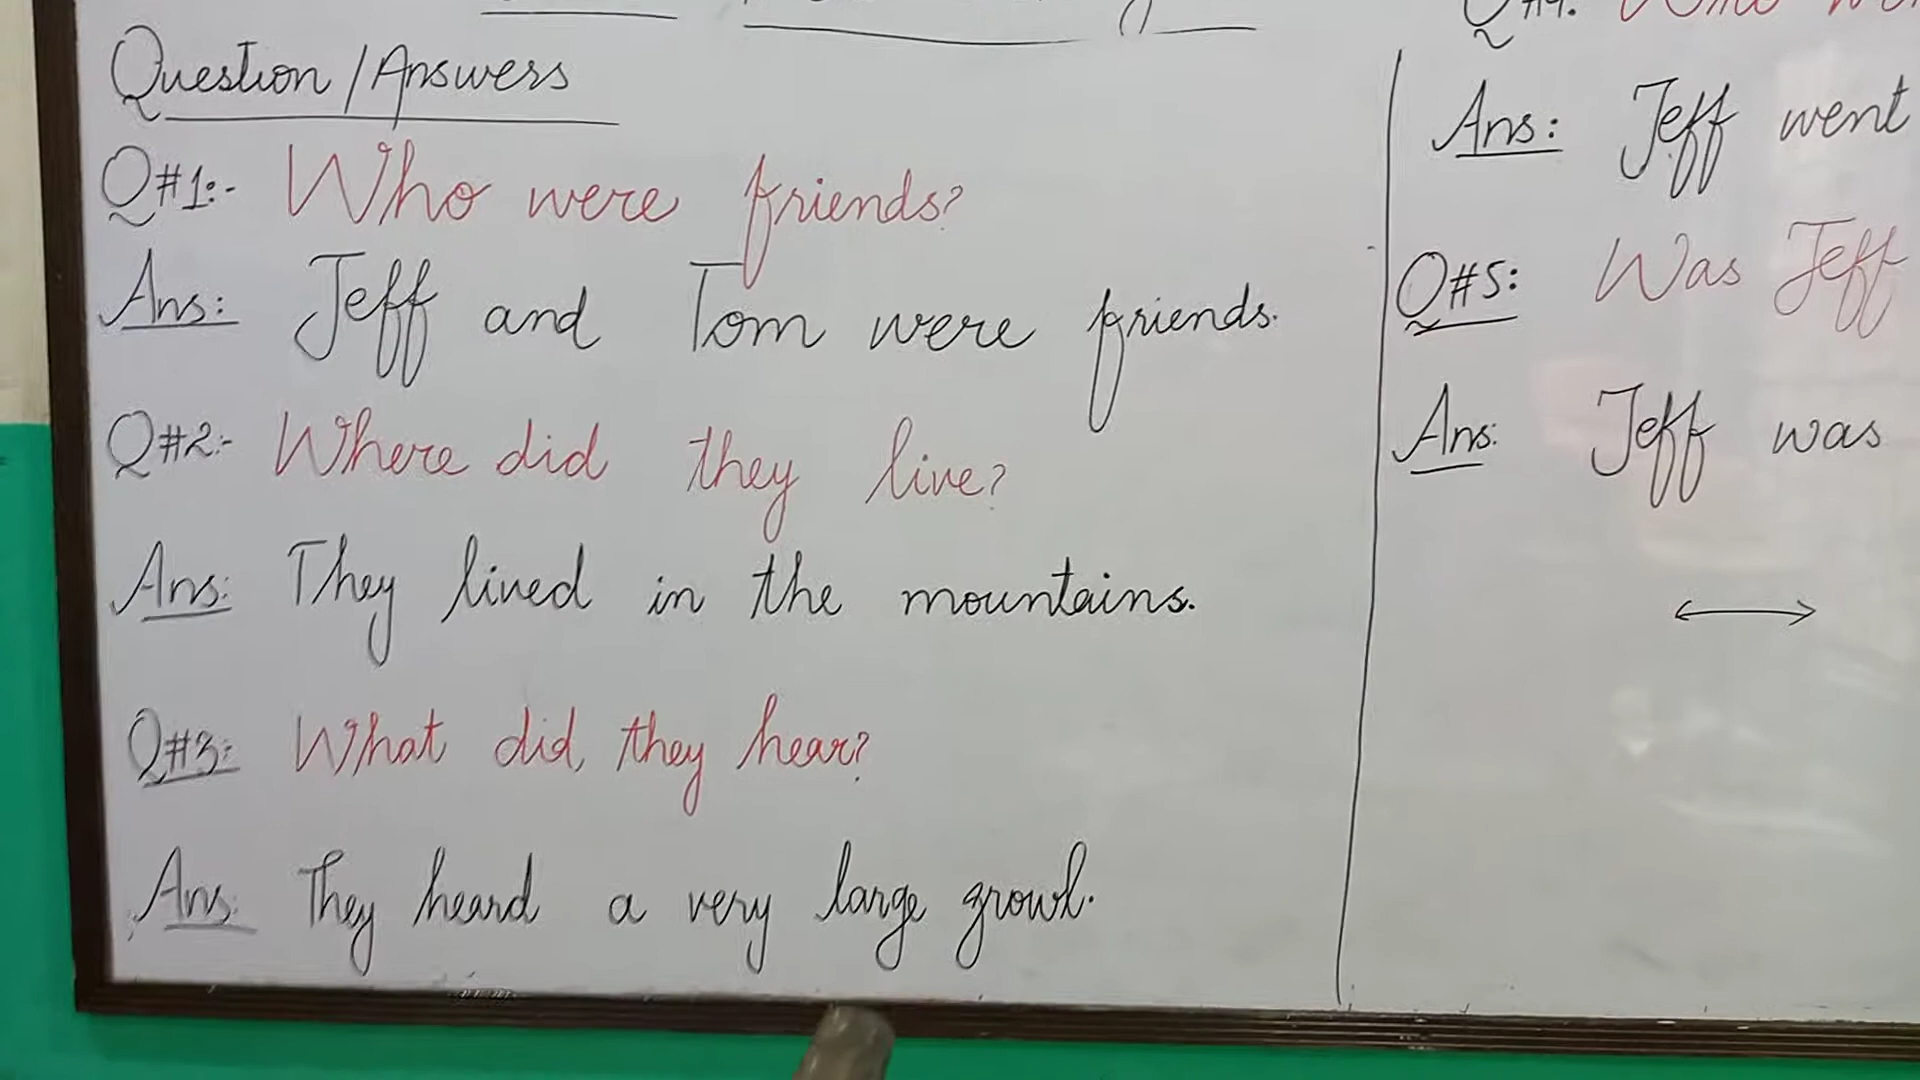 Question/Answers
Q#1:- Who were friends?
Ans: Jeff and Tom were friends.
Q#2:- Where did they live?
Ans: They lived in the mountains.
Q#3: What did, they hear?
Ans: They heard a very large growl.
Q#4: Who
Ans: Jeff went
Q#5: Was Jeff
Ans: Jeff was